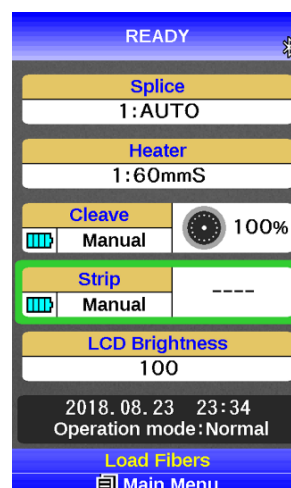 READY
Splice
1:AUTO
Heater
1:60mmS
Cleave
Manual
100%
Strip
Manual
----
LCD Brightness
100
2018.08.23 23:34
Operation mode:Normal
Load Fibers
Main Menu